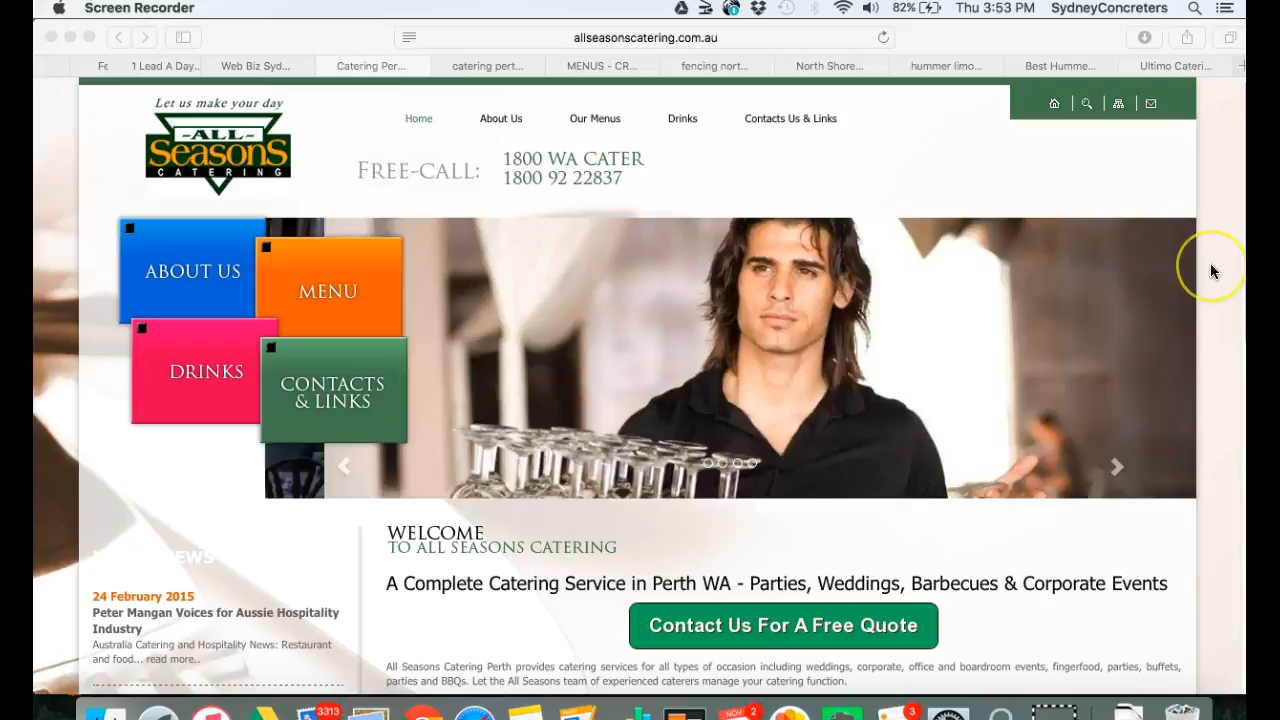 Screen Recorder
82%
Thu 3:53 PM
SydneyConcreters
allseasonscatering.com.au
1 Lead A Day..
Web Biz Syd...
Catering Per...
catering pert...
MENUS - CR...
fencing nort...
North Shore...
hummer limo...
Best Humme...
Ultimo Cateri...
Let us make your day
-ALL-
Seasons
CATERING
Home
About Us
Our Menus
Drinks
Contacts Us & Links
FREE-CALL:
1800 WA CATER
1800 92 22837
ABOUT US
MENU
DRINKS
CONTACTS
& LINKS
WELCOME
TO ALL SEASONS CATERING
A Complete Catering Service in Perth WA - Parties, Weddings, Barbecues & Corporate Events
Contact Us For A Free Quote
All Seasons Catering Perth provides catering services for all types of occasion including weddings, corporate, office and boardroom events, fingerfood, parties, buffets,
parties and BBQs. Let the All Seasons team of experienced caterers manage your catering function.
24 February 2015
Peter Mangan Voices for Aussie Hospitality
Industry
Australia Catering and Hospitality News: Restaurant
and food... read more..
3313
NOV
2
3